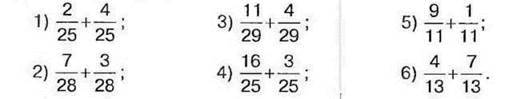 1) 2/25 + 4/25;   3) 11/29 + 4/29;   5) 9/11 + 1/11;
2) 7/28 + 3/28;   4) 16/25 + 3/25;   6) 4/13 + 7/13.